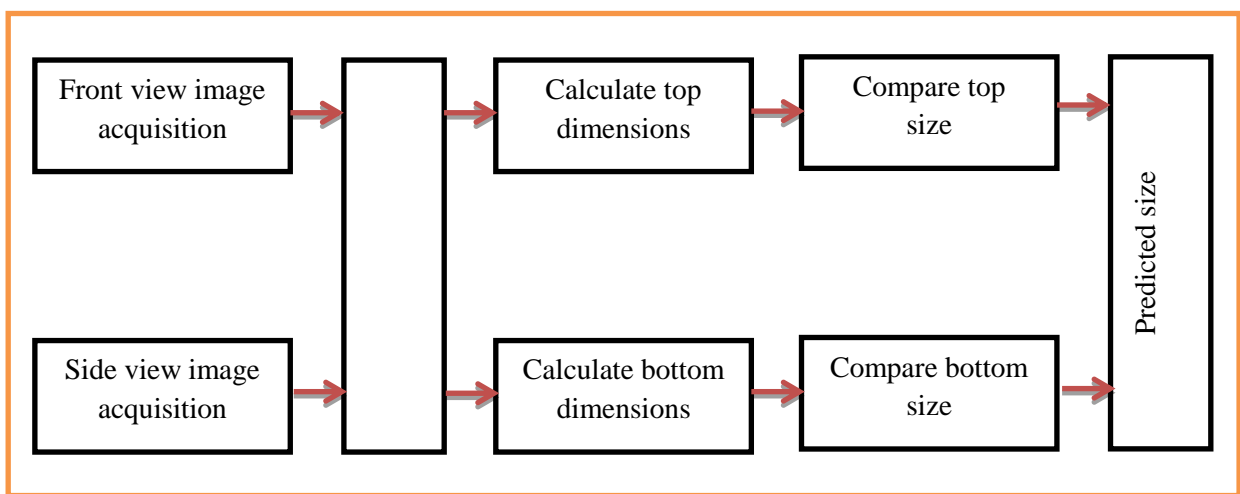 Front view image
acquisition
Calculate top
dimensions
Compare top
size
Side view image
acquisition
Calculate bottom
dimensions
Compare bottom
size
Predicted size